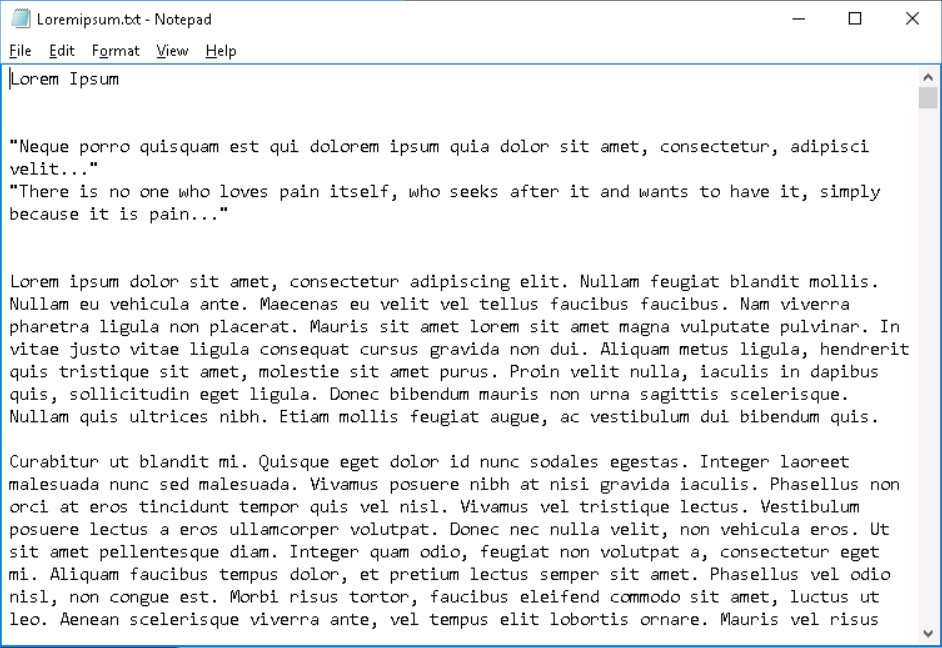 Loremipsum.txt - Notepad
File Edit Format View Help
Lorem Ipsum
"Neque porro quisquam est qui dolorem ipsum quia dolor sit amet, consectetur, adipisci
velit..."
"There is no one who loves pain itself, who seeks after it and wants to have it, simply
because it is pain..."
Lorem ipsum dolor sit amet, consectetur adipiscing elit. Nullam feugiat blandit mollis.
Nullam eu vehicula ante. Maecenas eu velit vel tellus faucibus faucibus. Nam viverra
pharetra ligula non placerat. Mauris sit amet lorem sit amet magna vulputate pulvinar. In
vitae justo vitae ligula consequat cursus gravida non dui. Aliquam metus ligula, hendrerit
quis tristique sit amet, molestie sit amet purus. Proin velit nulla, iaculis in dapibus
quis, sollicitudin eget ligula. Donec bibendum mauris non urna sagittis scelerisque.
Nullam quis ultrices nibh. Etiam mollis feugiat augue, ac vestibulum dui bibendum quis.
Curabitur ut blandit mi. Quisque eget dolor id nunc sodales egestas. Integer laoreet
malesuada nunc sed malesuada. Vivamus posuere nibh at nisi gravida iaculis. Phasellus non
orci at eros tincidunt tempor quis vel nisl. Vivamus vel tristique lectus. Vestibulum
posuere lectus a eros ullamcorper volutpat. Donec nec nulla velit, non vehicula eros. Ut
sit amet pellentesque diam. Integer quam odio, feugiat non volutpat a, consectetur eget
mi. Aliquam faucibus tempus dolor, et pretium lectus semper sit amet. Phasellus vel odio
nisl, non congue est. Morbi risus tortor, faucibus eleifend commodo sit amet, luctus ut
leo. Aenean scelerisque viverra ante, vel tempus elit lobortis ornare. Mauris vel risus